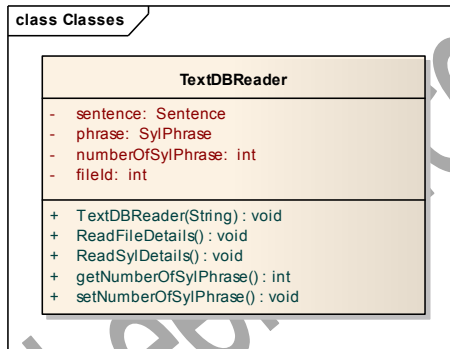 class Classes
TextDBReader
- sentence: Sentence
- phrase: SylPhrase
- numberOfSylPhrase: int
- fileId: int
+ TextDBReader(String) : void
+ ReadFileDetails() : void
+ ReadSylDetails() : void
+ getNumberOfSylPhrase() : int
+ setNumberOfSylPhrase() : void